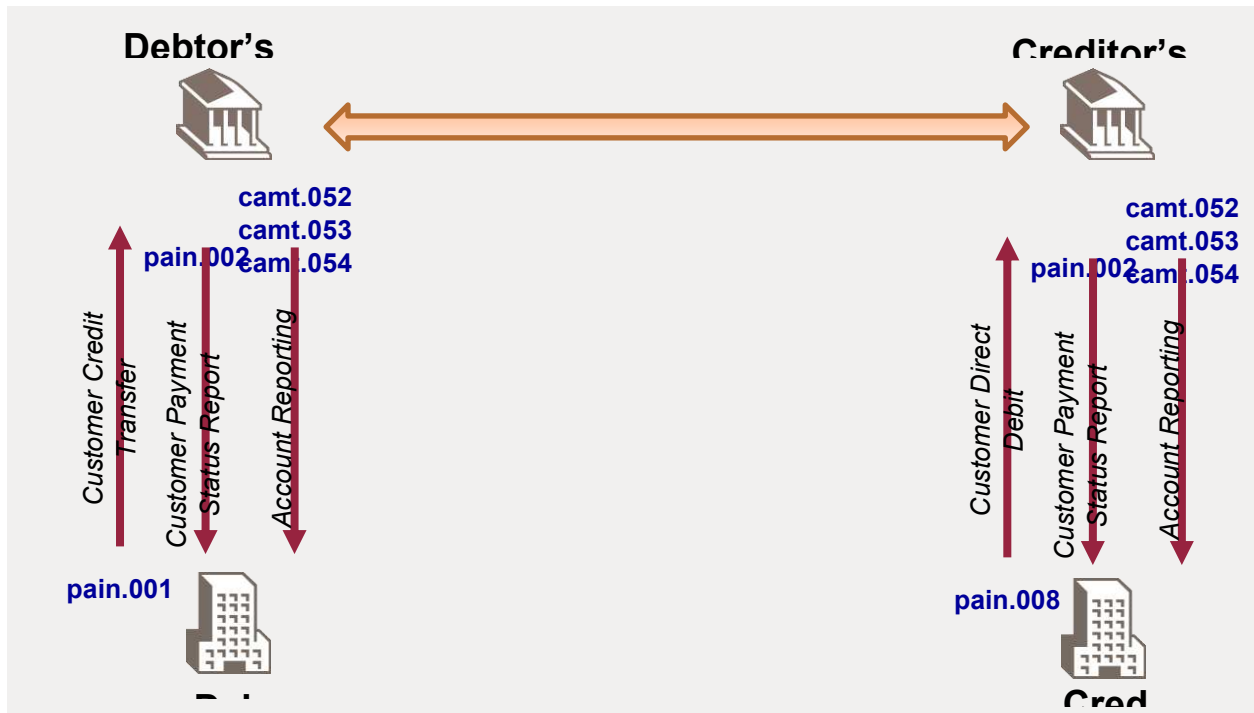 Debtor's
Creditor's
camt.052
camt.053
camt.054
pain.002
Customer Credit
Transfer
Customer Payment
Status Report
Account Reporting
pain.001
camt.052
camt.053
camt.054
pain.002
Customer Direct
Debit
Customer Payment
Status Report
Account Reporting
pain.008
Cred